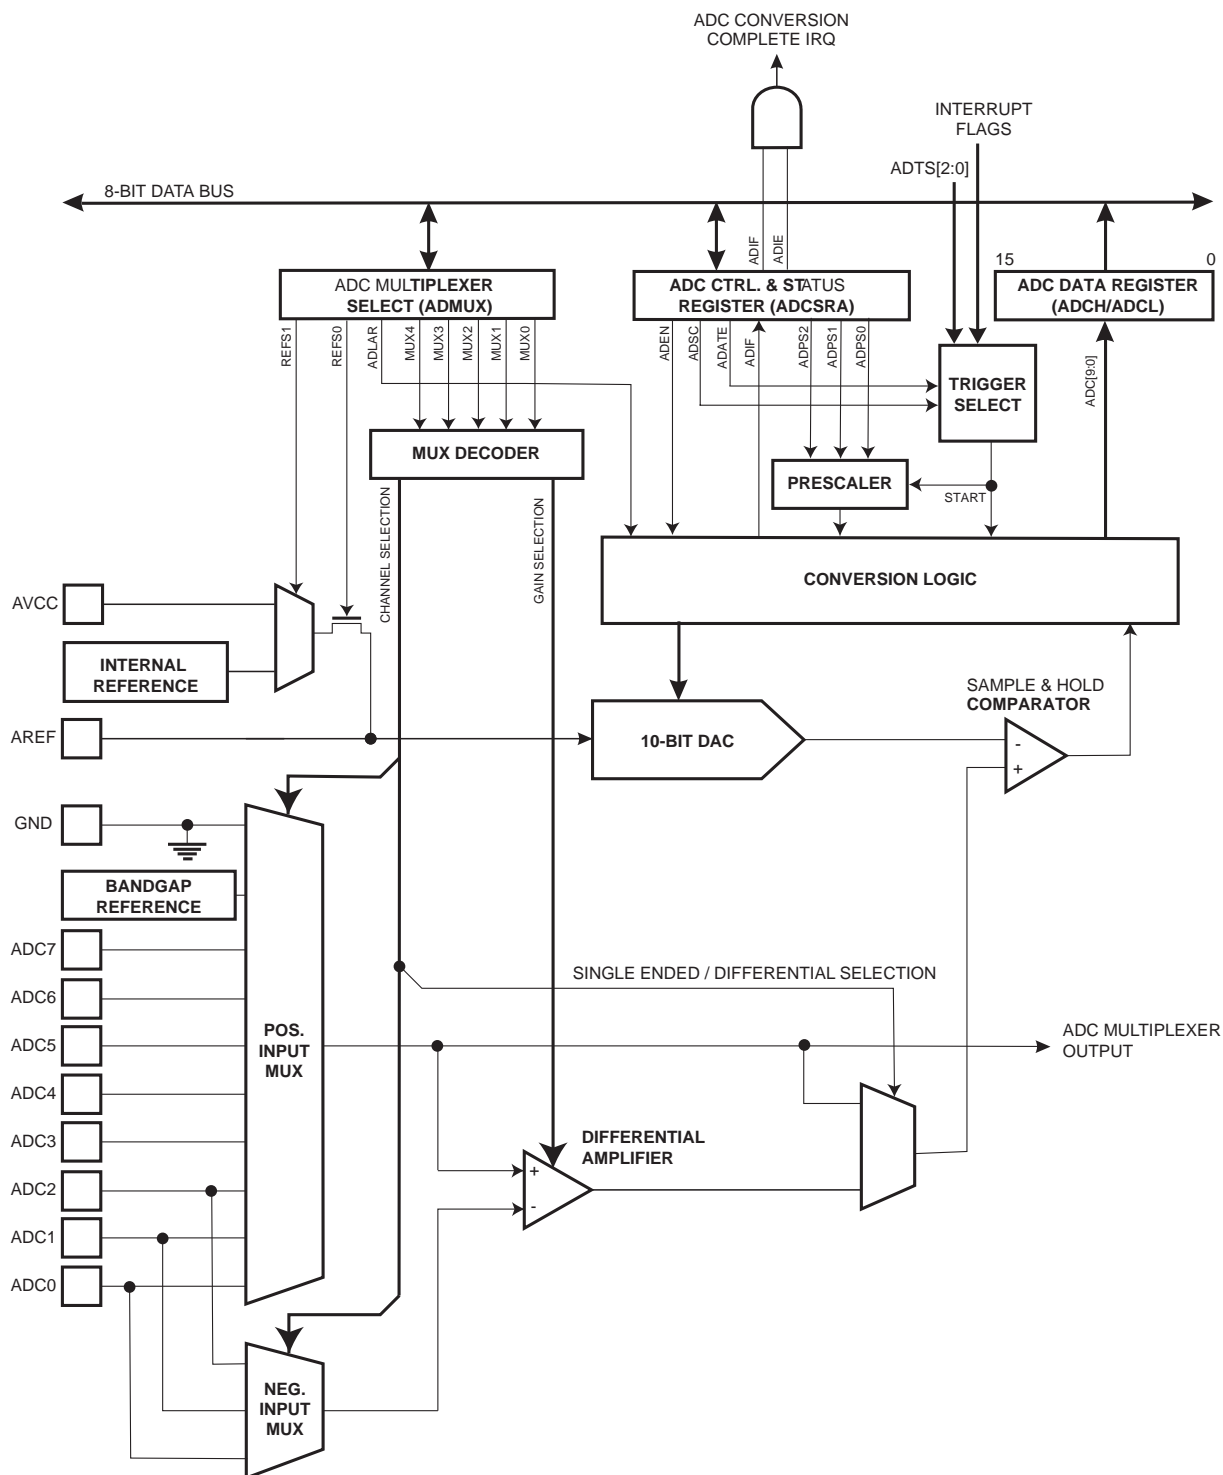 ADC CONVERSION
COMPLETE IRQ
INTERRUPT
FLAGS
ADTS[2:0]
8-BIT DATA BUS
ADIF
ADIE
15
0
ADC MULTIPLEXER
SELECT (ADMUX)
ADC CTRL. & STATUS
REGISTER (ADCSRA)
ADC DATA REGISTER
(ADCH/ADCL)
REFS1
REFS0
ADLAR
MUX4
MUX3
MUX2
MUX1
MUX0
ADEN
ADSC
ADATE
ADIF
ADPS2
ADPS1
ADPS0
ADC[9:0]
TRIGGER
SELECT
MUX DECODER
PRESCALER
START
CHANNEL SELECTION
GAIN SELECTION
CONVERSION LOGIC
AVCC
INTERNAL
REFERENCE
SAMPLE & HOLD
COMPARATOR
AREF
10-BIT DAC
-
+
GND
BANDGAP
REFERENCE
ADC7
SINGLE ENDED / DIFFERENTIAL SELECTION
ADC6
ADC5
POS.
INPUT
MUX
ADC MULTIPLEXER
OUTPUT
ADC4
ADC3
DIFFERENTIAL
AMPLIFIER
+
-
ADC2
ADC1
ADC0
NEG.
INPUT
MUX